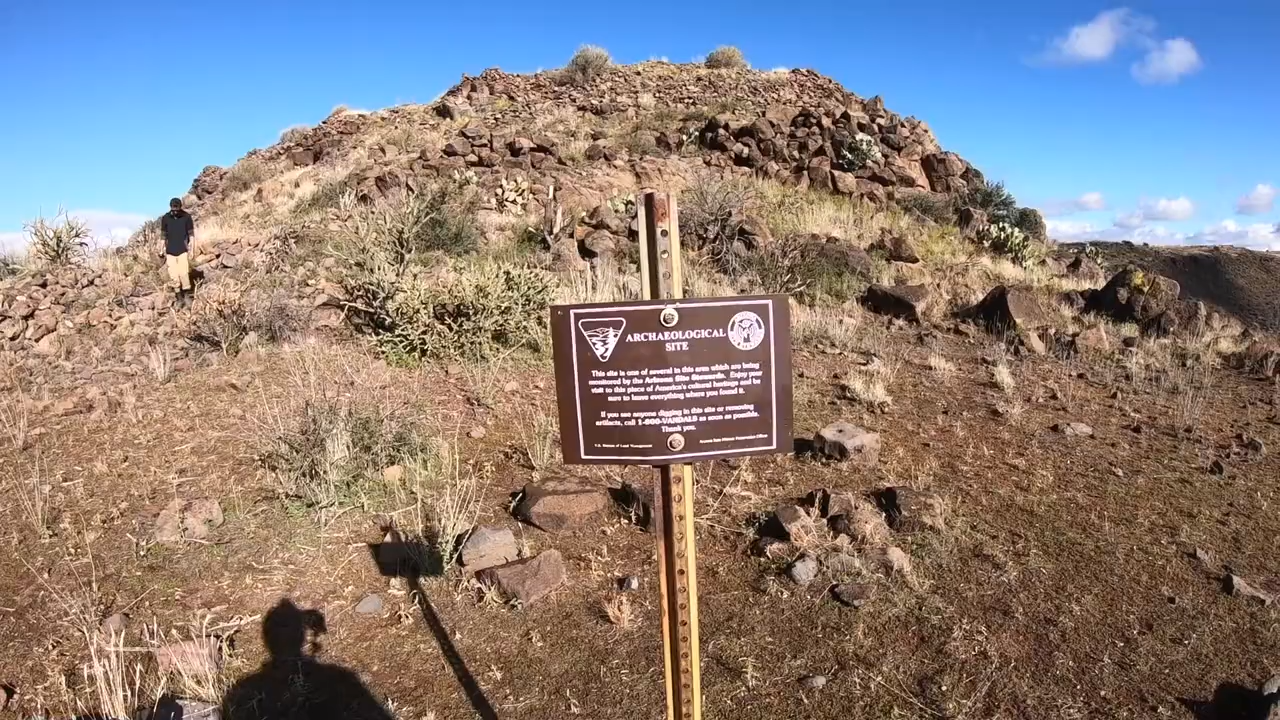 ARCHAEOLOGICAL
SITE
This site is one of several in this area which are being
monitored by the Arizona Site Stewards. Enjoy your
visit to this piece of America's cultural heritage and be
sure to leave everything where you found it.
If you see anyone digging in this site or removing
artifacts, call 1-800-VANDALS as soon as possible.
Thank you.
U.S. Bureau of Land Management
Arizona State Historic Preservation Office